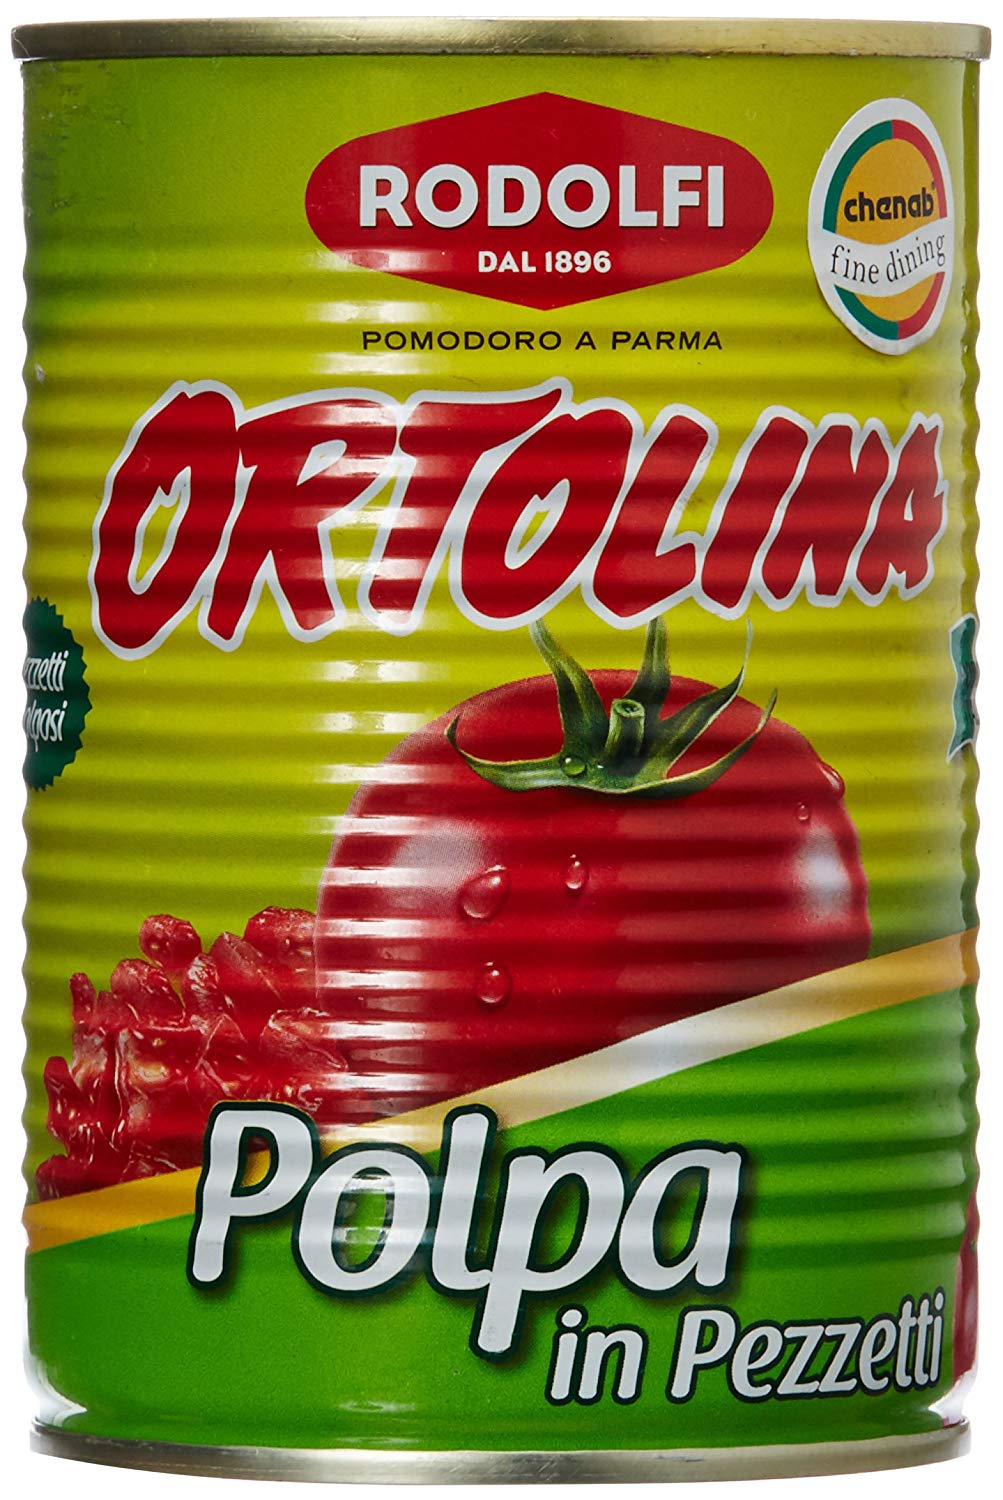 RODOLFI
DAL 1896
chenab
fine dining
POMODORO A PARMA
ORTOLINA
Polpa
in Pezzetti